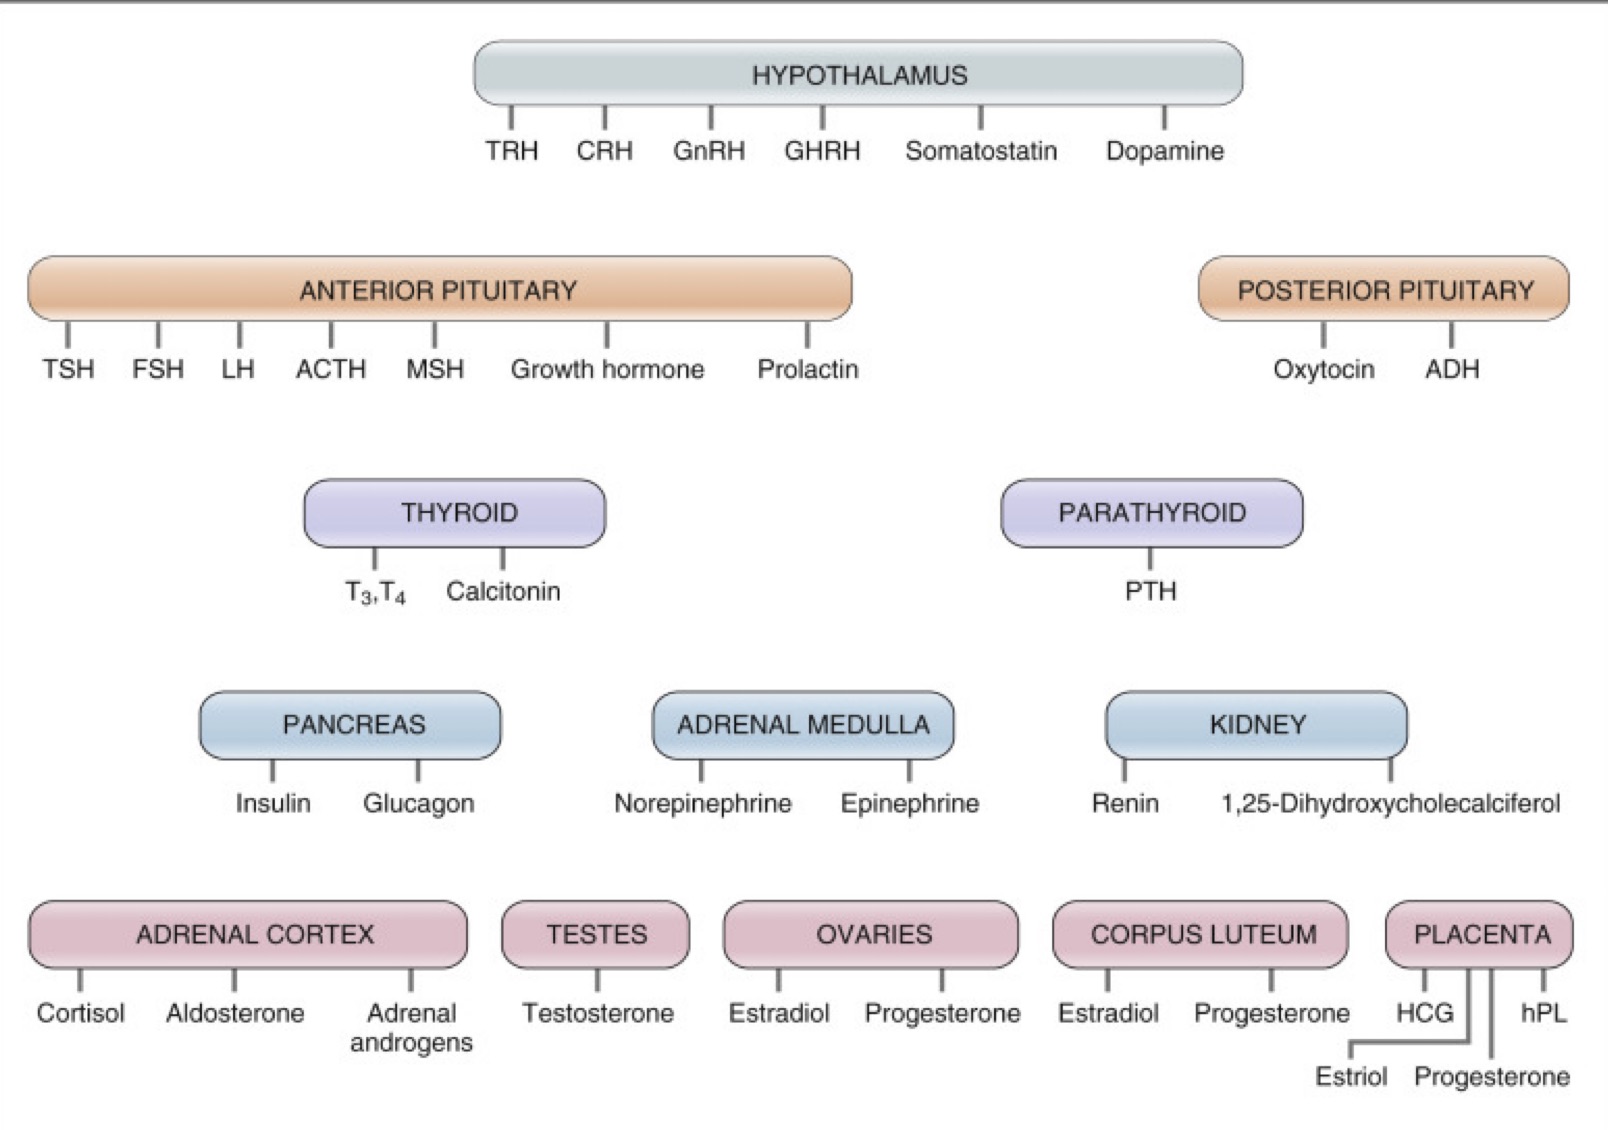 HYPOTHALAMUS
TRH CRH GnRH GHRH Somatostatin Dopamine
ANTERIOR PITUITARY POSTERIOR PITUITARY
TSH FSH LH ACTH MSH Growth hormone Prolactin Oxytocin ADH
THYROID PARATHYROID
T₃,T₄ Calcitonin PTH
PANCREAS ADRENAL MEDULLA KIDNEY
Insulin Glucagon Norepinephrine Epinephrine Renin 1,25-Dihydroxycholecalciferol
ADRENAL CORTEX TESTES OVARIES CORPUS LUTEUM PLACENTA
Cortisol Aldosterone Adrenal Testosterone Estradiol Progesterone Estradiol Progesterone HCG hPL
androgens
Estriol Progesterone